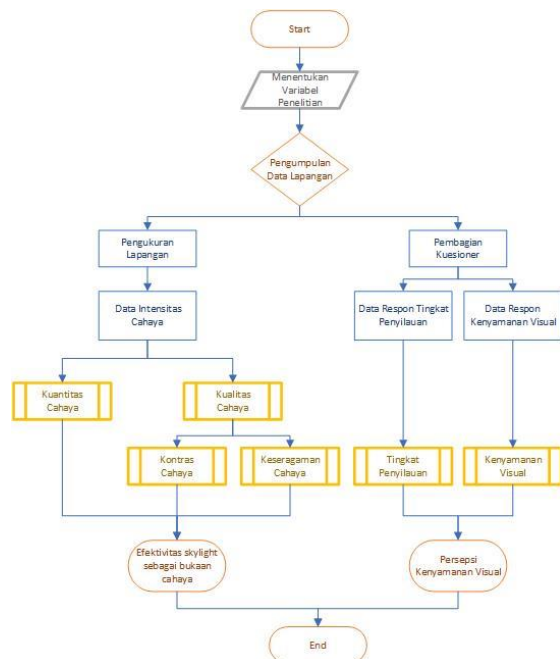 Start
Menentukan
Variabel
Penelitian
Pengumpulan
Data Lapangan
Pengukuran
Lapangan
Pembagian
Kuesioner
Data Intensitas
Cahaya
Data Respon Tingkat
Penyilauan
Data Respon
Kenyamanan Visual
Kuantitas
Cahaya
Kualitas
Cahaya
Kontras
Cahaya
Keseragaman
Cahaya
Tingkat
Penyilauan
Kenyamanan
Visual
Efektivitas skylight
sebagai bukaan
cahaya
Persepsi
Kenyamanan Visual
End